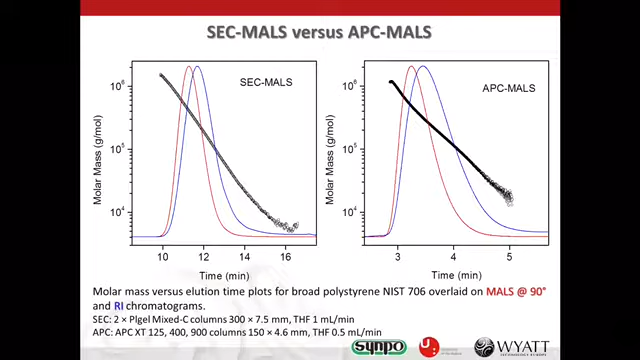 SEC-MALS versus APC-MALS
SEC-MALS
APC-MALS
Molar Mass (g/mol)
10⁶
10⁵
10⁴
10 12 14 16
Time (min)
Molar Mass (g/mol)
10⁶
10⁵
10⁴
3 4 5
Time (min)
Molar mass versus elution time plots for broad polystyrene NIST 706 overlaid on MALS @ 90°
and RI chromatograms.
SEC: 2 × Plgel Mixed-C columns 300 × 7.5 mm, THF 1 mL/min
APC: APC XT 125, 400, 900 columns 150 × 4.6 mm, THF 0.5 mL/min
synpo
WYATT